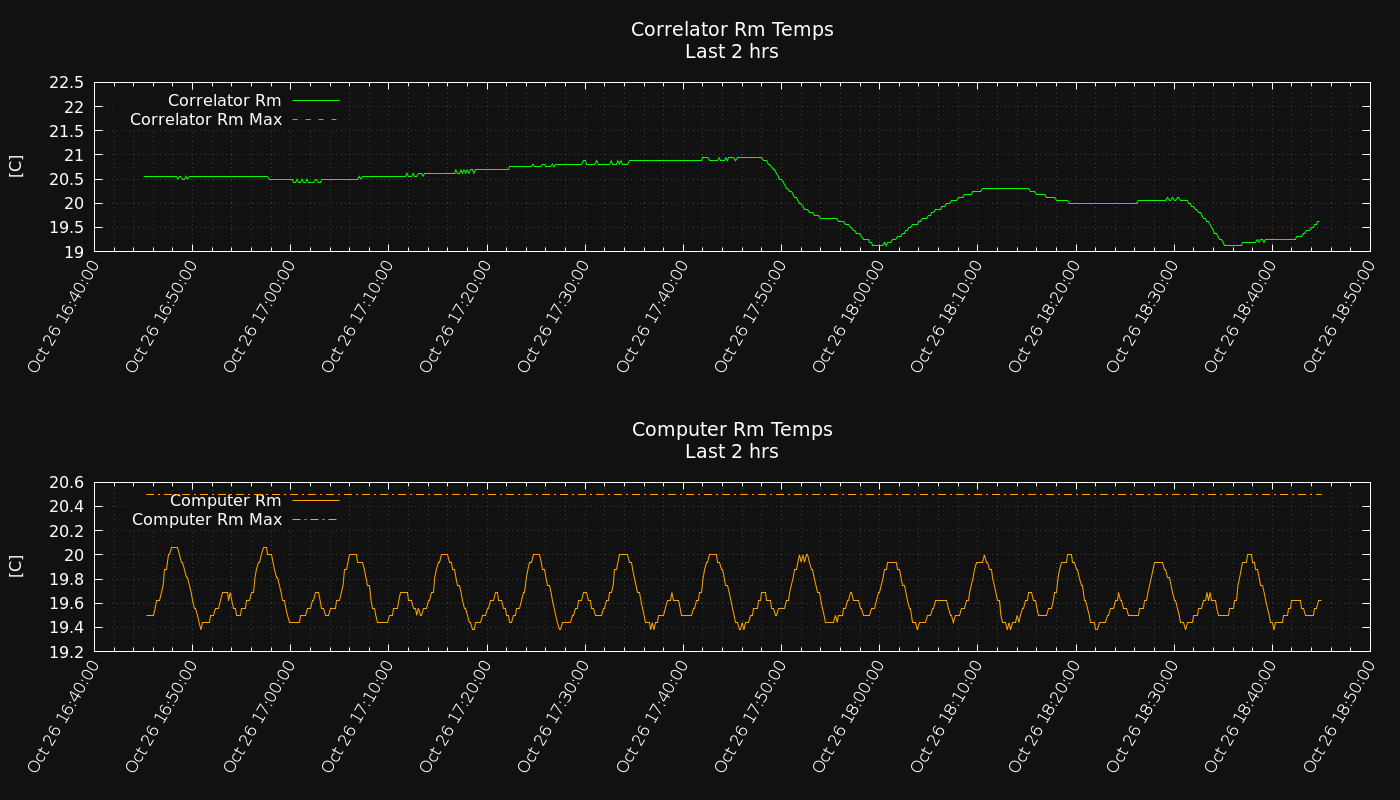 Correlator Rm Temps
Last 2 hrs
[C]
22.5
22
21.5
21
20.5
20
19.5
19
Correlator Rm
Correlator Rm Max
Oct 26 16:40:00
Oct 26 16:50:00
Oct 26 17:00:00
Oct 26 17:10:00
Oct 26 17:20:00
Oct 26 17:30:00
Oct 26 17:40:00
Oct 26 17:50:00
Oct 26 18:00:00
Oct 26 18:10:00
Oct 26 18:20:00
Oct 26 18:30:00
Oct 26 18:40:00
Oct 26 18:50:00
Computer Rm Temps
Last 2 hrs
[C]
20.6
20.4
20.2
20
19.8
19.6
19.4
19.2
Computer Rm
Computer Rm Max
Oct 26 16:40:00
Oct 26 16:50:00
Oct 26 17:00:00
Oct 26 17:10:00
Oct 26 17:20:00
Oct 26 17:30:00
Oct 26 17:40:00
Oct 26 17:50:00
Oct 26 18:00:00
Oct 26 18:10:00
Oct 26 18:20:00
Oct 26 18:30:00
Oct 26 18:40:00
Oct 26 18:50:00